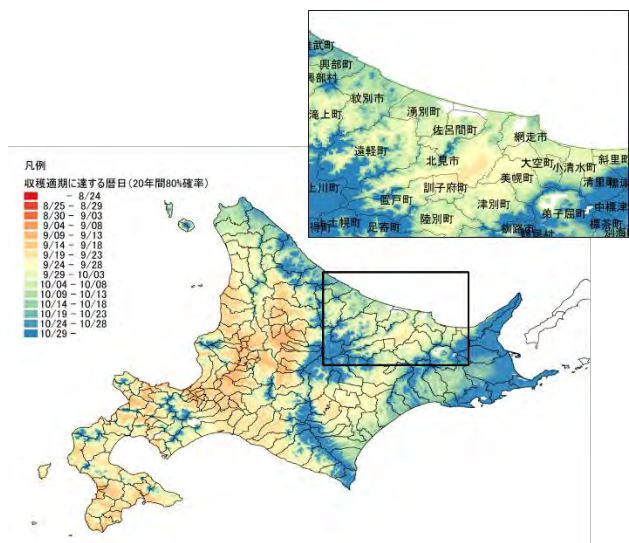 凡例
収穫適期に達する暦日(20年間80%確率)
- 8/24
8/25 - 8/29
8/30 - 9/03
9/04 - 9/08
9/09 - 9/13
9/14 - 9/18
9/19 - 9/23
9/24 - 9/28
9/29 - 10/03
10/04 - 10/08
10/09 - 10/13
10/14 - 10/18
10/19 - 10/23
10/24 - 10/28
10/29 -
興部町
紋別市
湧別町
滝上町
佐呂間町
網走市
遠軽町
北見市
大空町
小清水町
斜里町
美幌町
清里町
上川町
訓子府町
置戸町
津別町
弟子屈町
中標津
陸別町
足寄町
標茶町